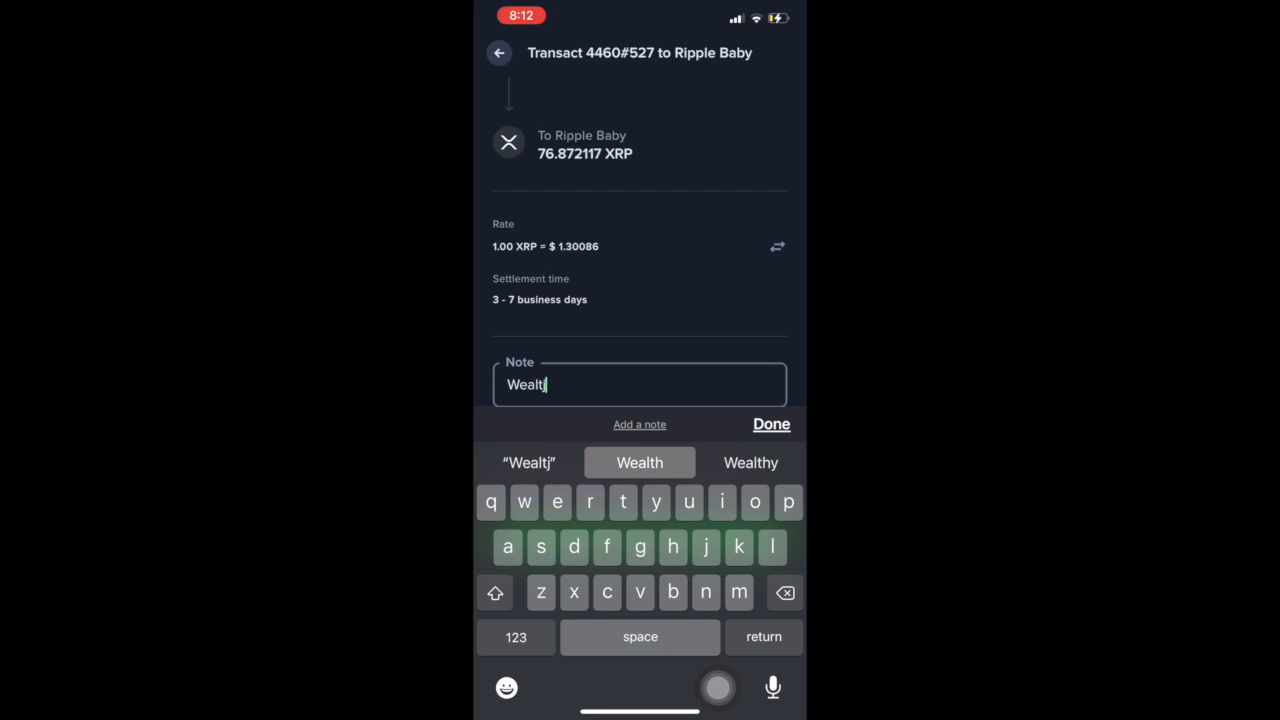 8:12
Transact 4460#527 to Ripple Baby
To Ripple Baby
76.872117 XRP
Rate
1.00 XRP = $ 1.30086
Settlement time
3 - 7 business days
Note
Wealtj
Add a note
Done
“Wealtj” Wealth Wealthy
q w e r t y u i o p
a s d f g h j k l
z x c v b n m
123 space return